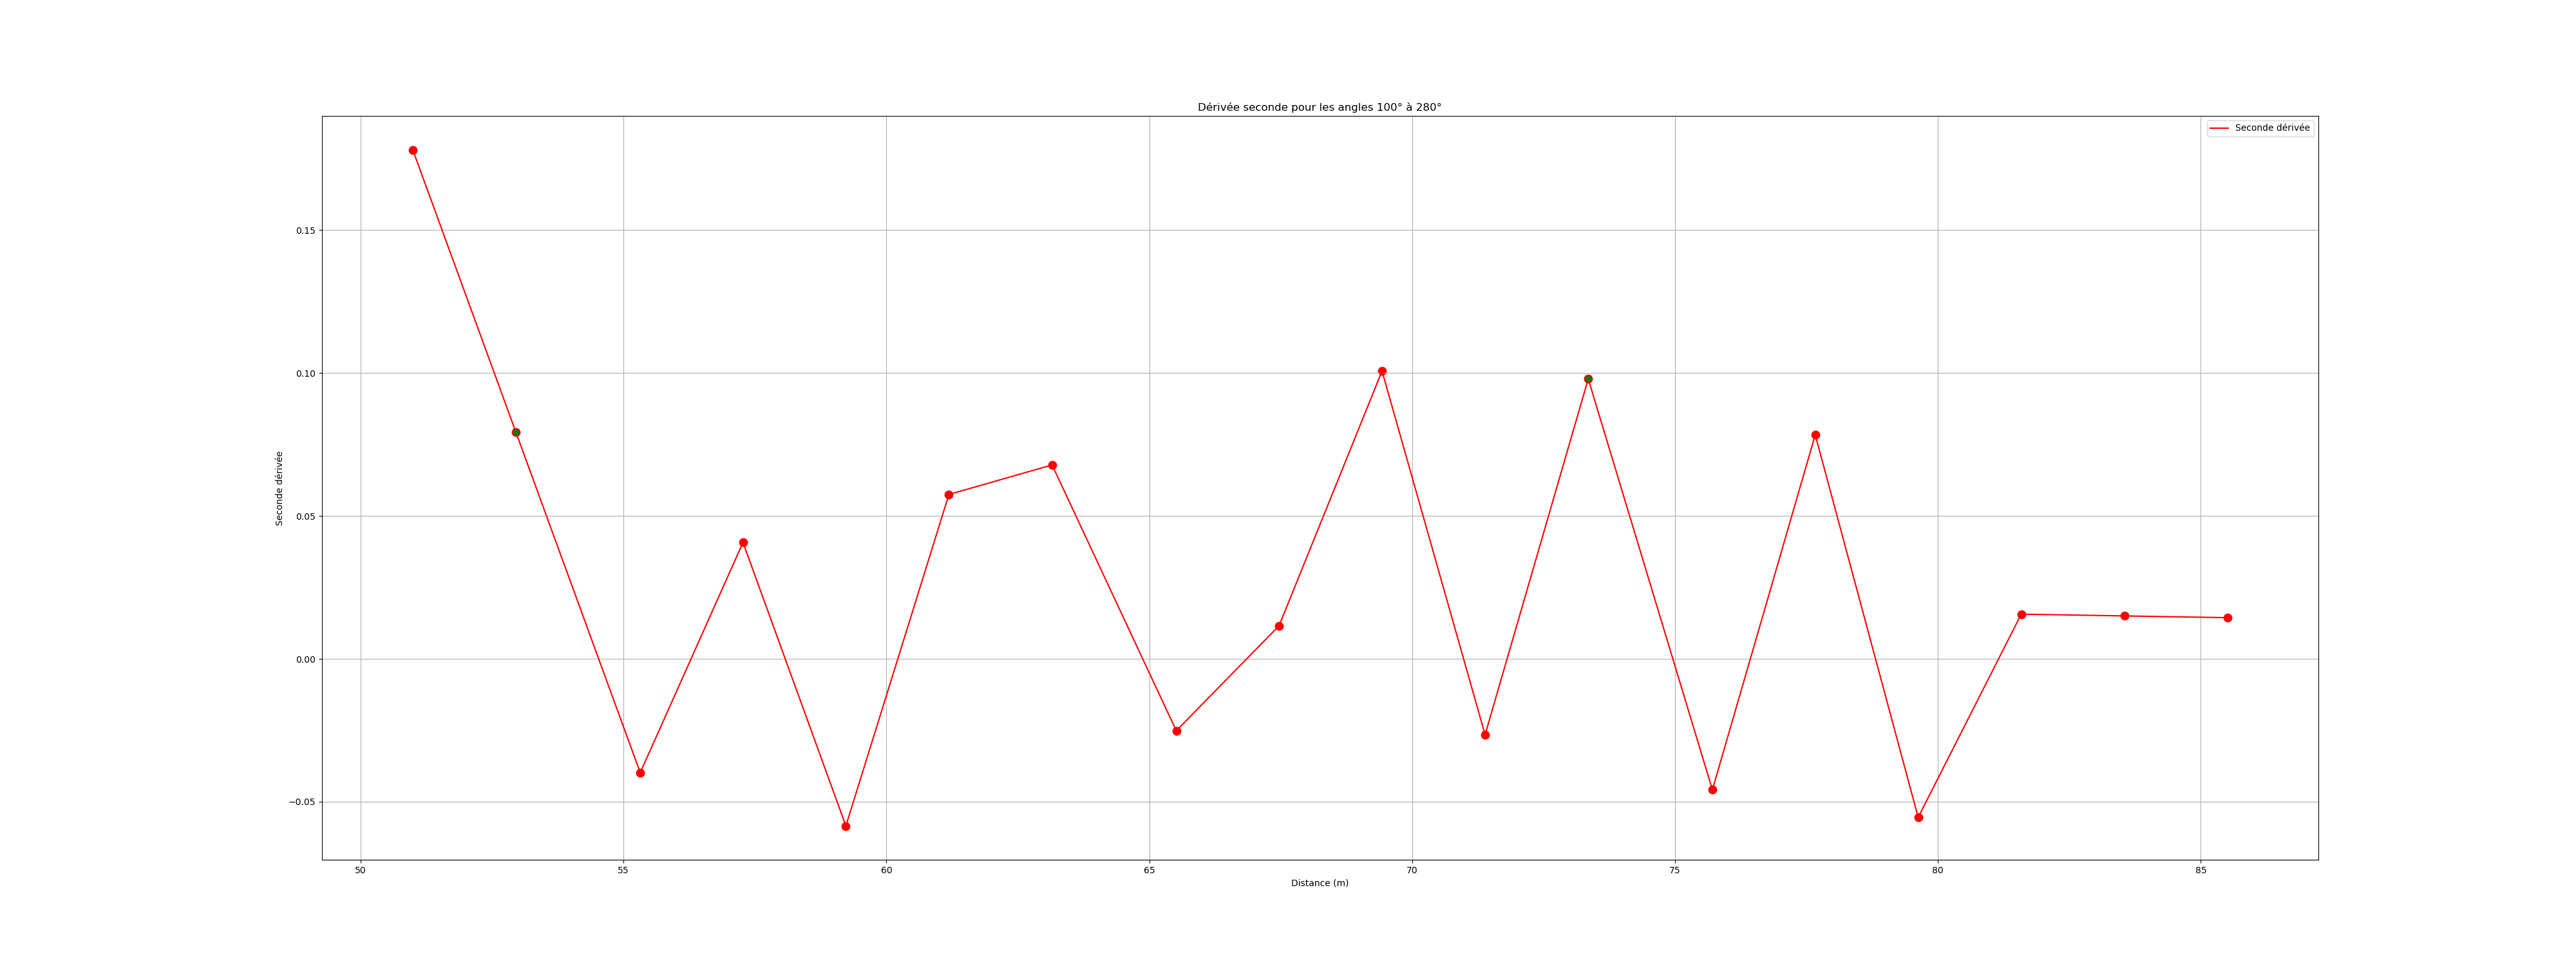 Dérivée seconde pour les angles 100° à 280°
Seconde dérivée
0.15
0.10
0.05
0.00
−0.05
Seconde dérivée
50 55 60 65 70 75 80 85
Distance (m)